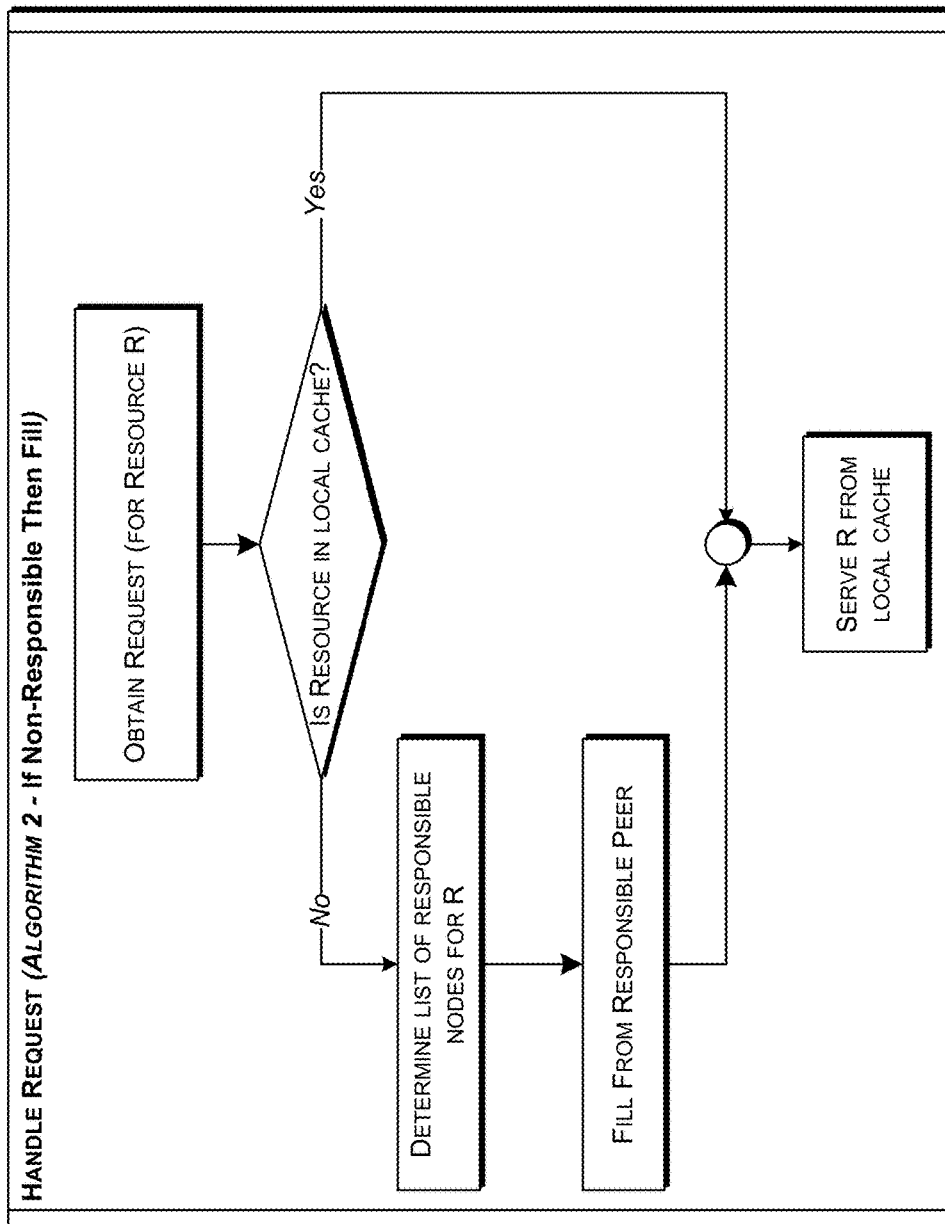 HANDLE REQUEST (ALGORITHM 2 - If Non-Responsible Then Fill)
OBTAIN REQUEST (FOR RESOURCE R)
IS RESOURCE IN LOCAL CACHE?
No
Yes
DETERMINE LIST OF RESPONSIBLE
NODES FOR R
FILL FROM RESPONSIBLE PEER
SERVE R FROM
LOCAL CACHE